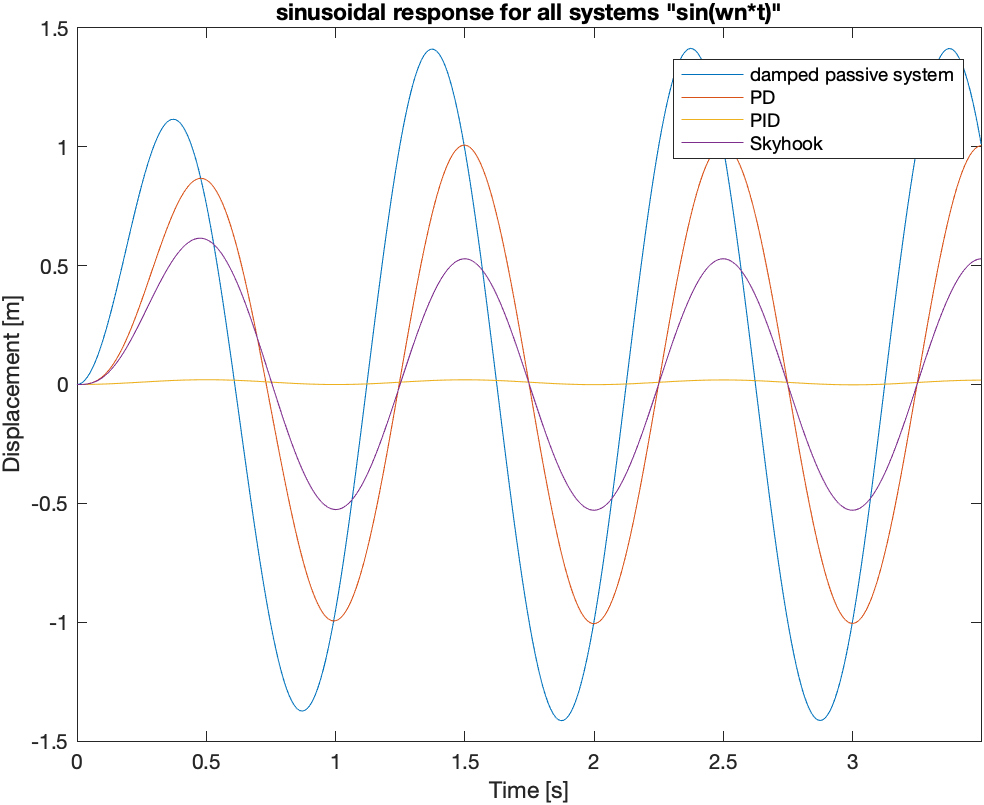 sinusoidal response for all systems "sin(wn*t)"
1.5
1
0.5
0
-0.5
-1
-1.5
Displacement [m]
damped passive system
PD
PID
Skyhook
0
0.5
1
1.5
2
2.5
3
Time [s]